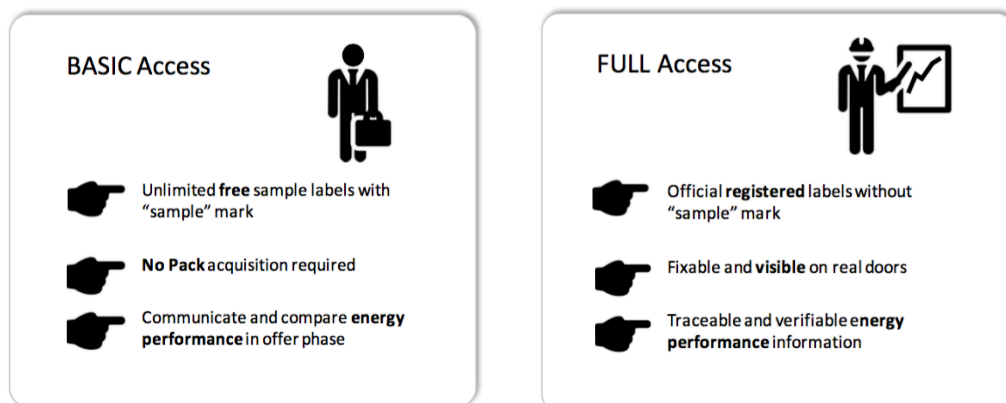 BASIC Access
Unlimited free sample labels with
“sample” mark
No Pack acquisition required
Communicate and compare energy
performance in offer phase
FULL Access
Official registered labels without
“sample” mark
Fixable and visible on real doors
Traceable and verifiable energy
performance information